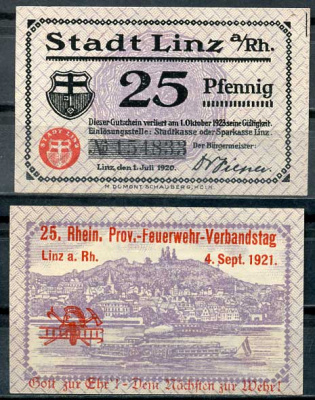 Stadt Linz a/Rh.
25 Pfennig
Dieser Gutschein verliert am 1.Oktober 1923 seine Gültigkeit.
Einlösungsstelle: Stadtkasse oder Sparkasse Linz.
№ 154833
Der Bürgermeister:
Linz, den 1. Juli 1920.
M.DUMONT SCHAUBERG, KÖLN
25. Rhein. Prov.-Feuerwehr-Verbandstag
Linz a. Rh.
4. Sept. 1921.
Gott zur Ehr'! - Dem Nächsten zur Wehr!